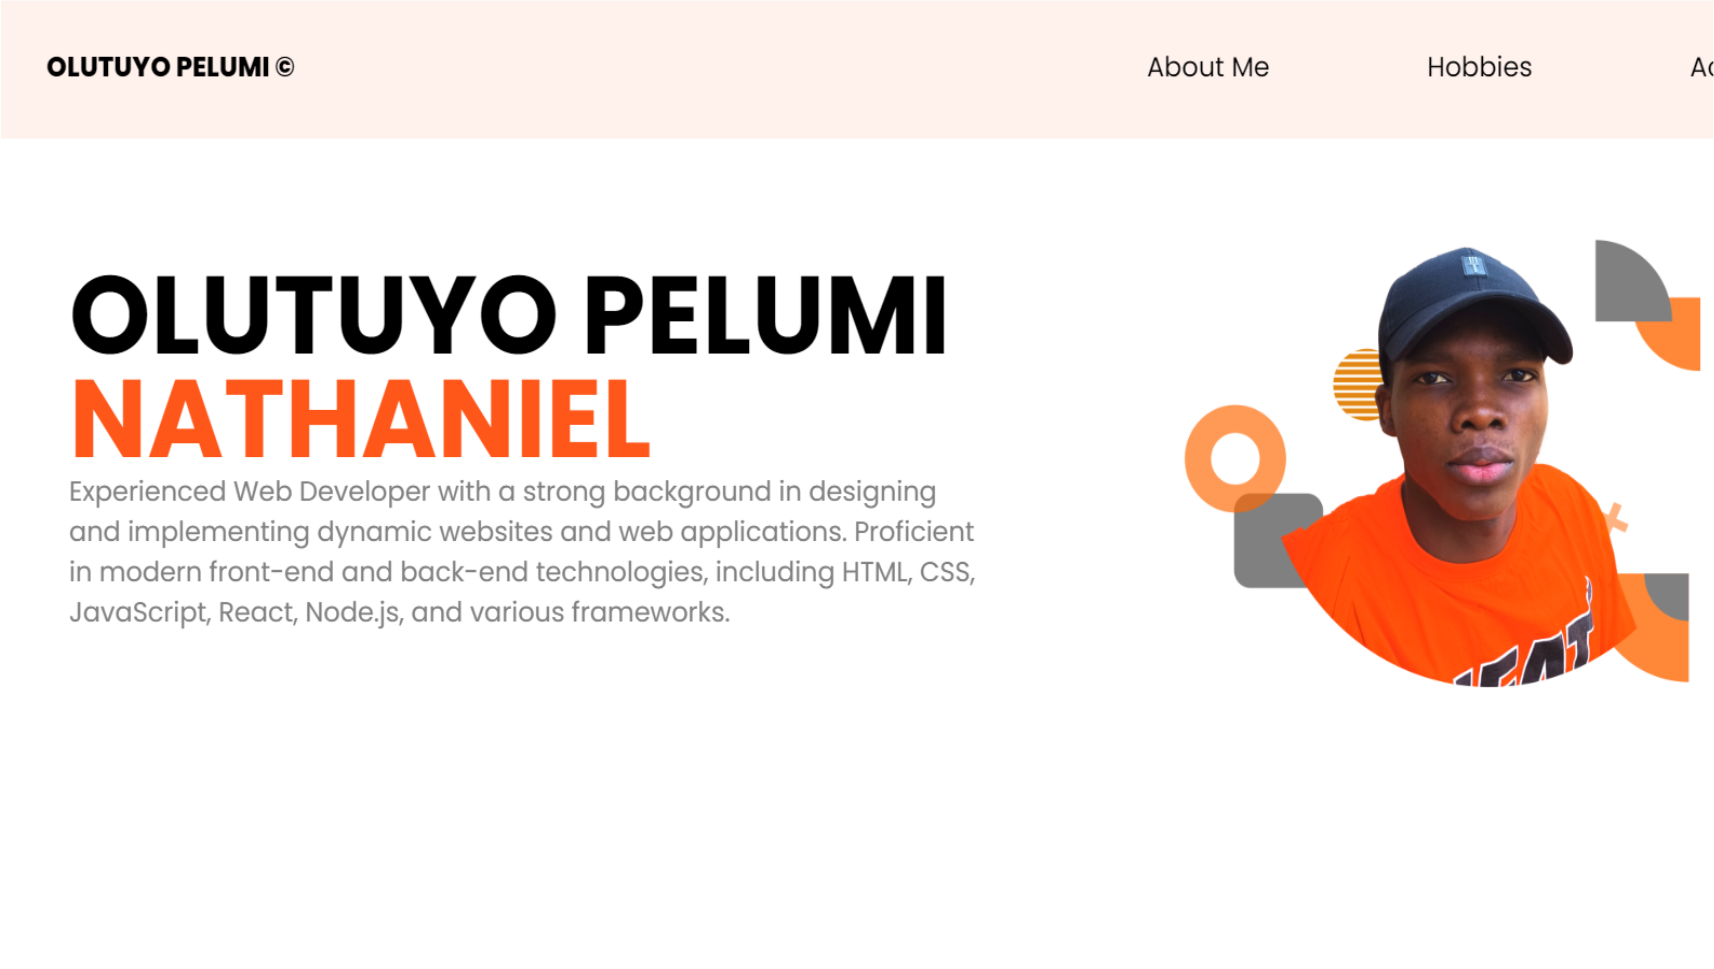 OLUTUYO PELUMI ©
About Me
Hobbies
OLUTUYO PELUMI
NATHANIEL
Experienced Web Developer with a strong background in designing
and implementing dynamic websites and web applications. Proficient
in modern front-end and back-end technologies, including HTML, CSS,
JavaScript, React, Node.js, and various frameworks.
HEAT